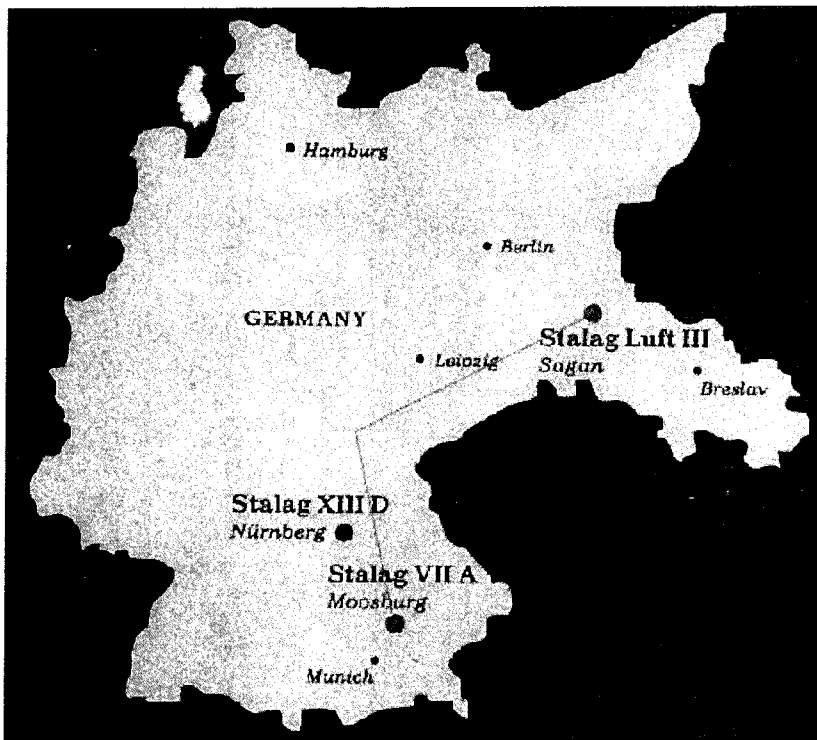 Hamburg
Berlin
GERMANY
Stalag Luft III
Sagan
Leipzig
Breslav
Stalag XIII D
Nürnberg
Stalag VII A
Moosburg
Munich